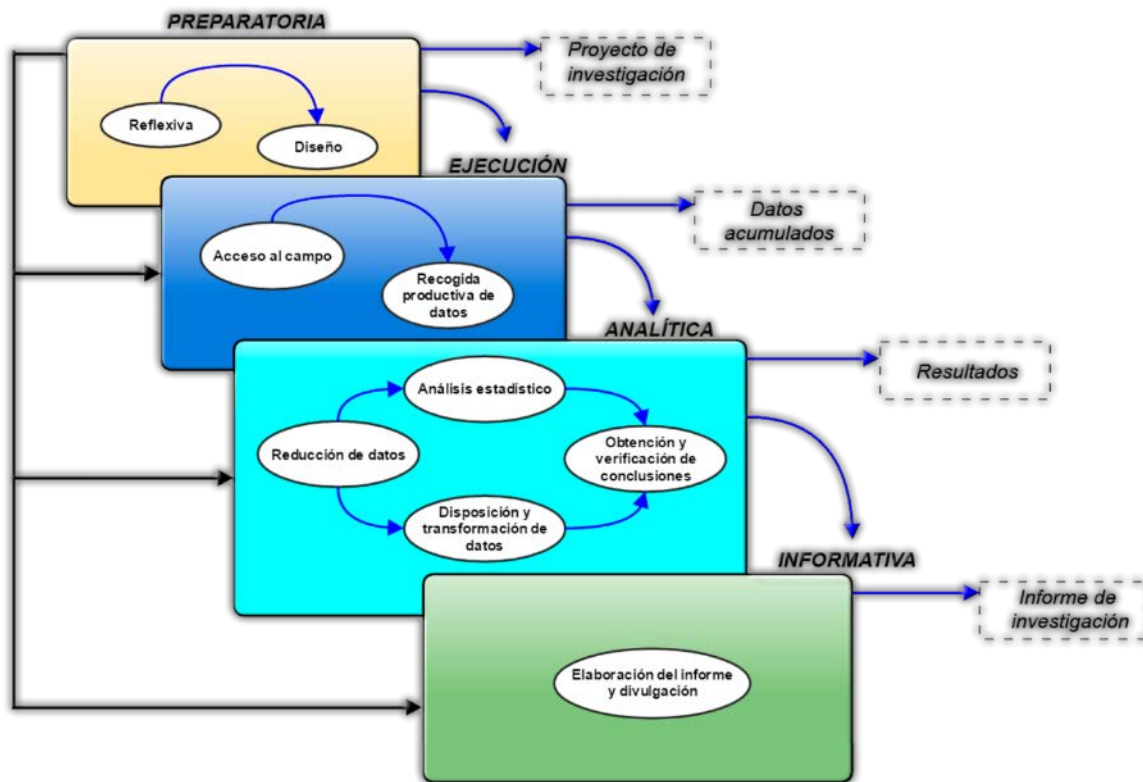 PREPARATORIA
Proyecto de
investigación
Reflexiva
Diseño
EJECUCIÓN
Datos
acumulados
Acceso al campo
Recogida
productiva de
datos
ANALÍTICA
Resultados
Análisis estadístico
Reducción de datos
Obtención y
verificación de
conclusiones
Disposición y
transformación de
datos
INFORMATIVA
Informe de
investigación
Elaboración del informe
y divulgación